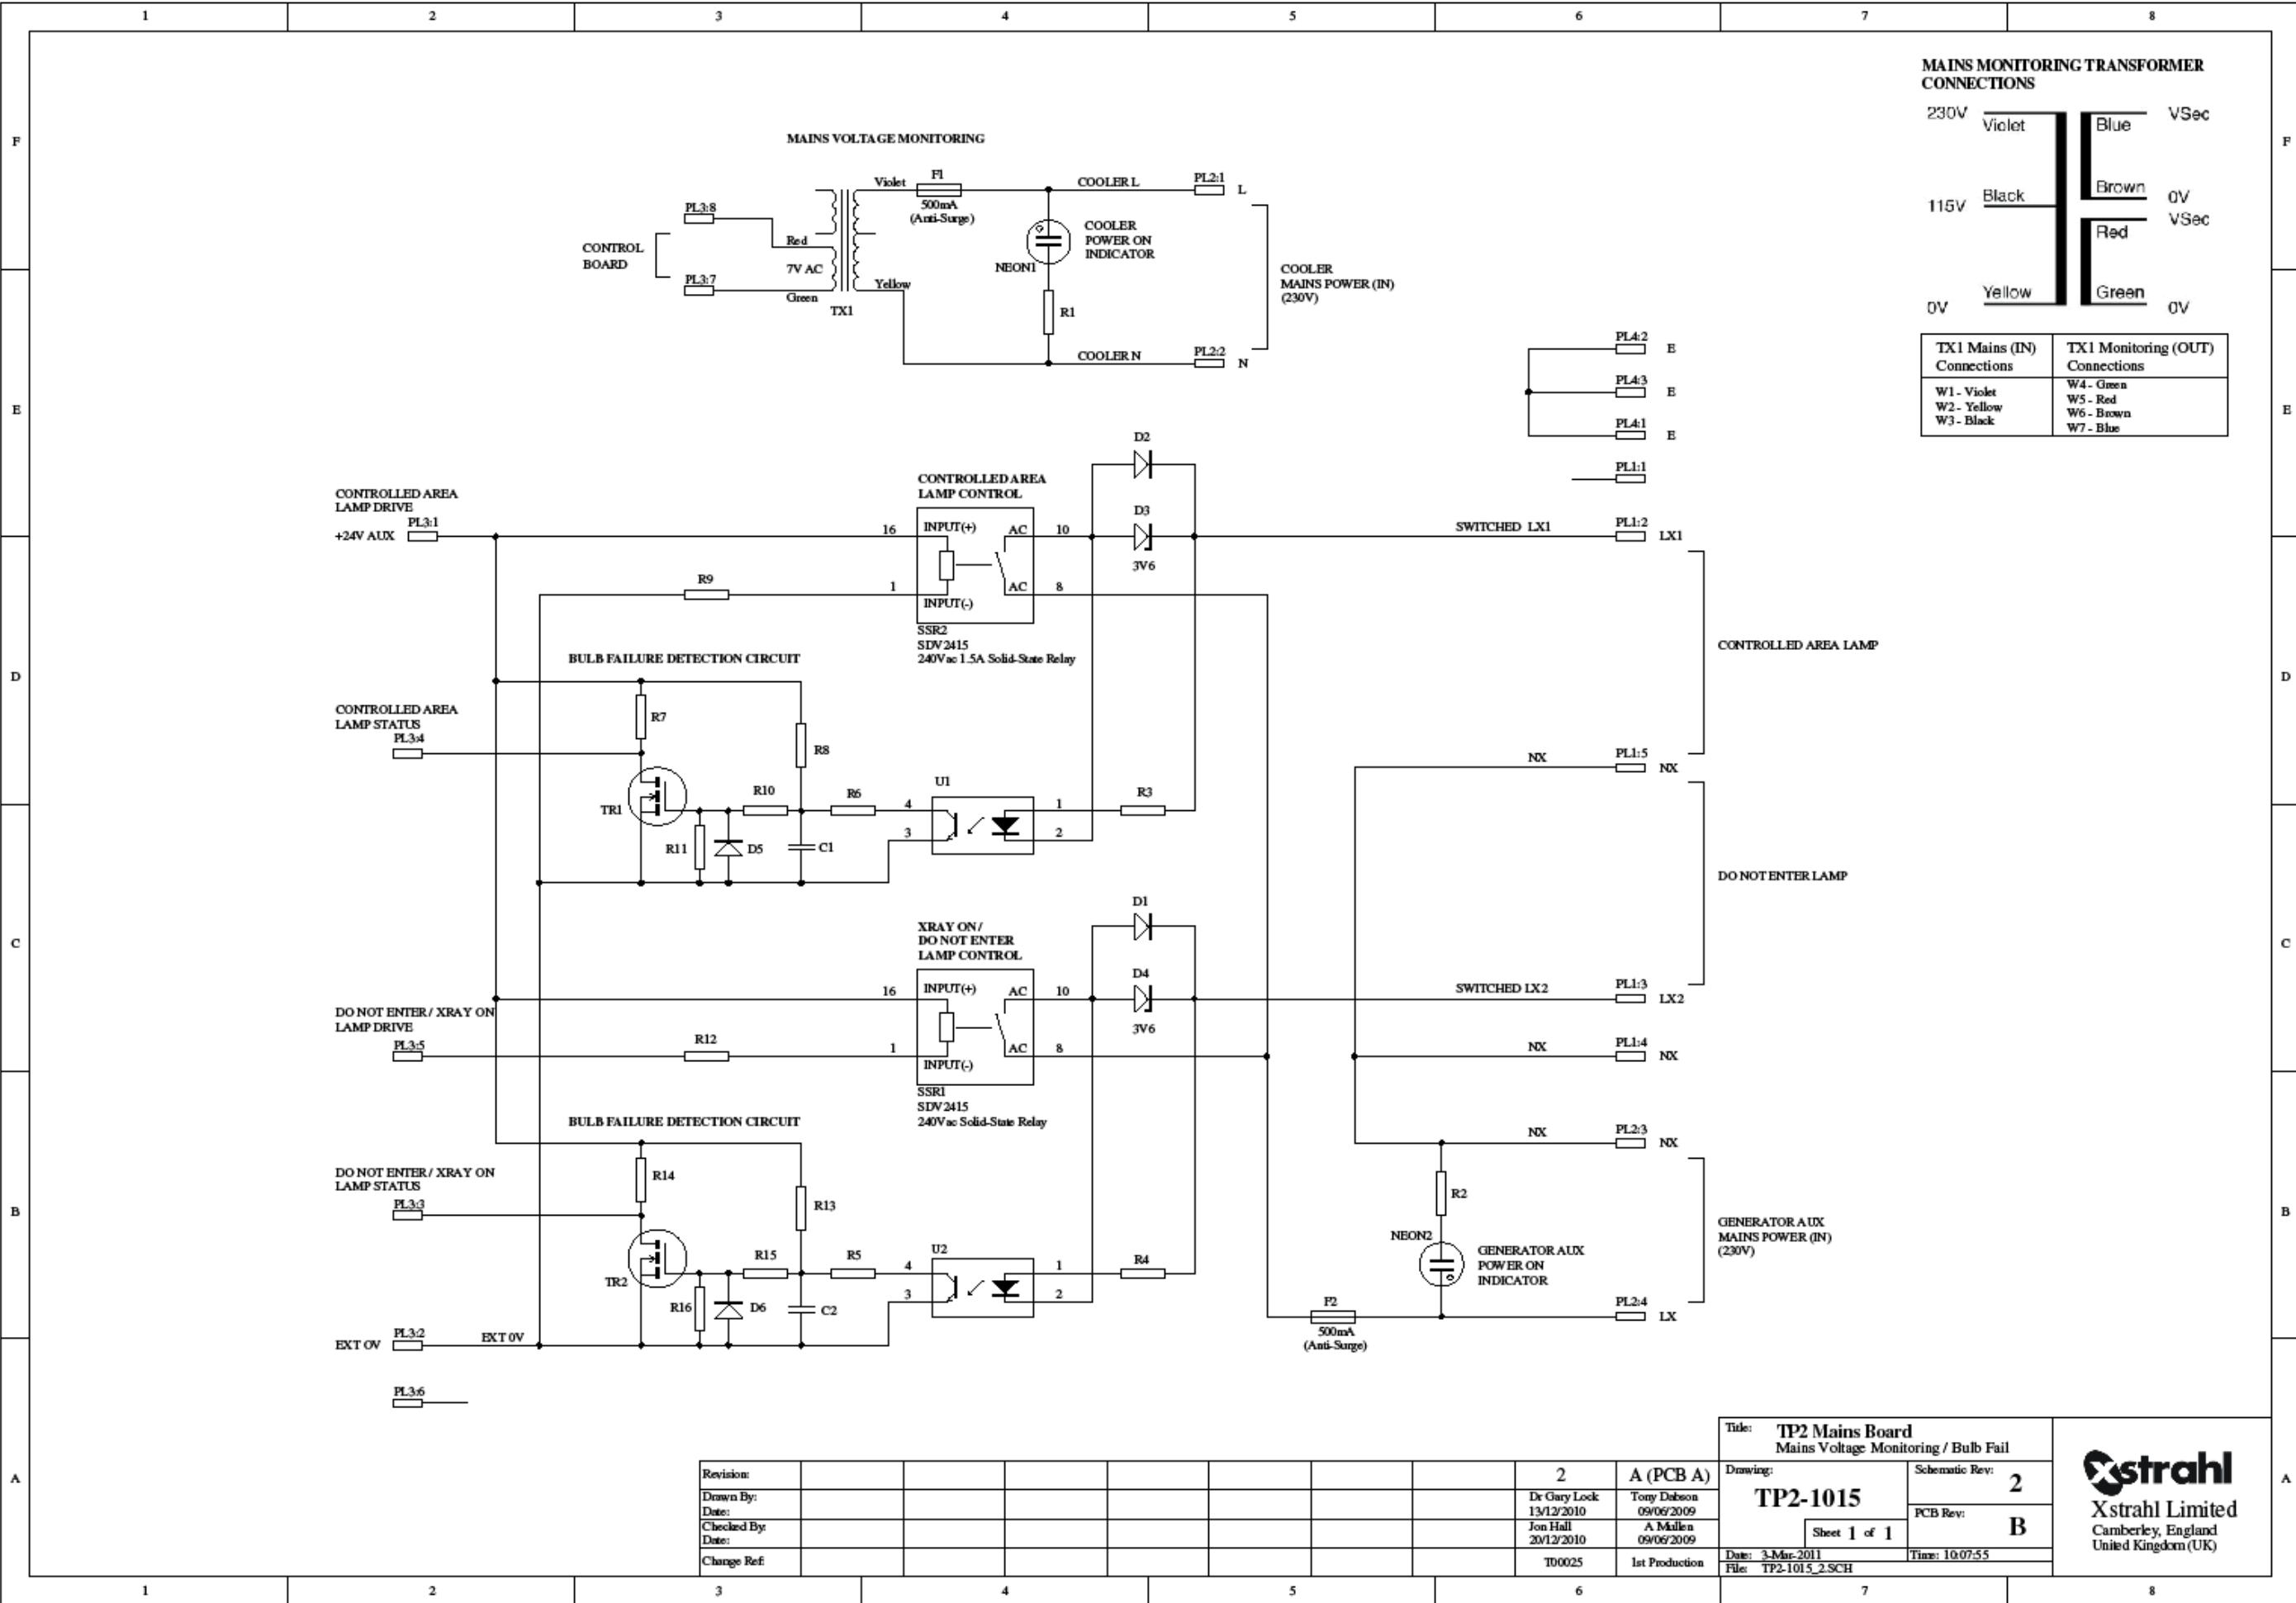 1 2 3 4 5 6 7 8
F
E
D
C
B
A
F
E
D
C
B
A
MAINS MONITORING TRANSFORMER
CONNECTIONS
230V Violet Blue VSec
115V Black Brown 0V
Red VSec
0V Yellow Green 0V
TX1 Mains (IN)
Connections
W1 - Violet
W2 - Yellow
W3 - Black
TX1 Monitoring (OUT)
Connections
W4 - Green
W5 - Red
W6 - Brown
W7 - Blue
MAINS VOLTAGE MONITORING
CONTROL
BOARD
PL3:8
PL3:7
Red
7V AC
Green
TX1
Violet
Yellow
F1
500mA
(Anti-Surge)
COOLER L
PL2:1 L
COOLER
POWER ON
INDICATOR
NEON1
R1
COOLER N
PL2:2 N
COOLER
MAINS POWER (IN)
(230V)
PL4:2 E
PL4:3 E
PL4:1 E
PL1:1
CONTROLLED AREA
LAMP DRIVE
+24V AUX PL3:1
R9
CONTROLLED AREA
LAMP CONTROL
16 INPUT(+) AC 10
1 INPUT(-) AC 8
SSR2
SDV2415
240Vac 1.5A Solid-State Relay
D2
D3
3V6
SWITCHED LX1
PL1:2 LX1
CONTROLLED AREA LAMP
BULB FAILURE DETECTION CIRCUIT
CONTROLLED AREA
LAMP STATUS
PL3:4
R7
R8
TR1
R10
R6
R11
D5
C1
U1
4
3
1
2
R3
NX PL1:5 NX
DO NOT ENTER LAMP
XRAY ON /
DO NOT ENTER
LAMP CONTROL
16 INPUT(+) AC 10
1 INPUT(-) AC 8
SSR1
SDV2415
240Vac Solid-State Relay
D1
D4
3V6
SWITCHED LX2
PL1:3 LX2
DO NOT ENTER / XRAY ON
LAMP DRIVE
PL3:5
R12
NX PL1:4 NX
BULB FAILURE DETECTION CIRCUIT
NX PL2:3 NX
DO NOT ENTER / XRAY ON
LAMP STATUS
PL3:3
R14
R13
TR2
R15
R5
R16
D6
C2
U2
4
3
1
2
R4
R2
NEON2
GENERATOR AUX
POWER ON
INDICATOR
GENERATOR AUX
MAINS POWER (IN)
(230V)
F2
500mA
(Anti-Surge)
PL2:4 LX
EXT 0V PL3:2 EXT 0V
PL3:6
Revision: 2 A (PCB A)
Drawn By: Dr Gary Lock Tony Dabson
Date: 13/12/2010 09/06/2009
Checked By: Jon Hall A Mullen
Date: 20/12/2010 09/06/2009
Change Ref: T00025 1st Production
Title: TP2 Mains Board
Mains Voltage Monitoring / Bulb Fail
Drawing:
TP2-1015
Sheet 1 of 1
Schematic Rev: 2
PCB Rev: B
Date: 3-Mar-2011 Time: 10:07:55
File: TP2-1015_2.SCH
xstrahl
Xstrahl Limited
Camberley, England
United Kingdom (UK)
1 2 3 4 5 6 7 8